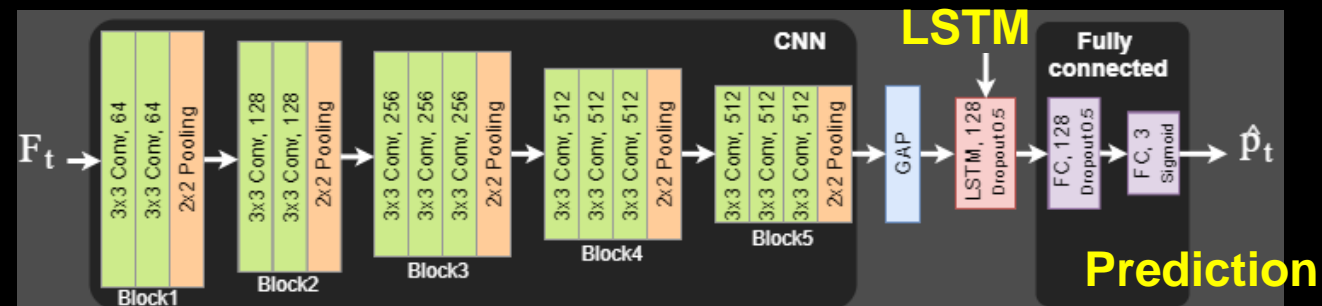 F_t
3x3 Conv, 64
3x3 Conv, 64
2x2 Pooling
Block1
3x3 Conv, 128
3x3 Conv, 128
2x2 Pooling
Block2
3x3 Conv, 256
3x3 Conv, 256
3x3 Conv, 256
2x2 Pooling
Block3
3x3 Conv, 512
3x3 Conv, 512
3x3 Conv, 512
2x2 Pooling
Block4
CNN
3x3 Conv, 512
3x3 Conv, 512
3x3 Conv, 512
2x2 Pooling
Block5
GAP
LSTM
LSTM, 128
Dropout0.5
Fully
connected
FC, 128
Dropout0.5
FC, 3
Sigmoid
p̂_t
Prediction